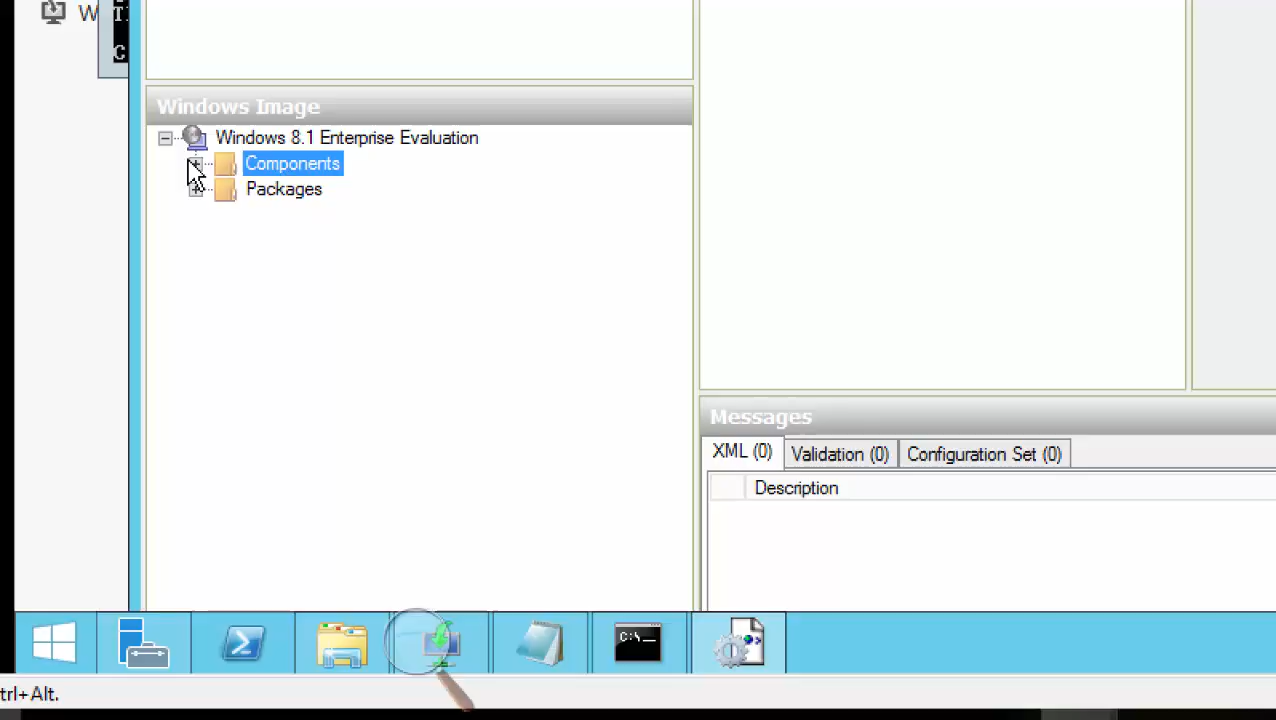 W
C
Windows Image
Windows 8.1 Enterprise Evaluation
Components
Packages
Messages
XML (0) Validation (0) Configuration Set (0)
Description
C:\_
trl+Alt.